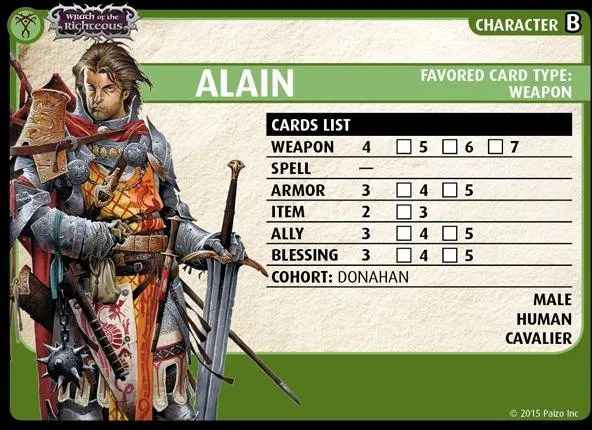 WRATH of the
RIGHTEOUS
CHARACTER B
ALAIN
FAVORED CARD TYPE:
WEAPON
CARDS LIST
WEAPON 4 ☐ 5 ☐ 6 ☐ 7
SPELL —
ARMOR 3 ☐ 4 ☐ 5
ITEM 2 ☐ 3
ALLY 3 ☐ 4 ☐ 5
BLESSING 3 ☐ 4 ☐ 5
COHORT: DONAHAN
MALE
HUMAN
CAVALIER
© 2015 Paizo Inc